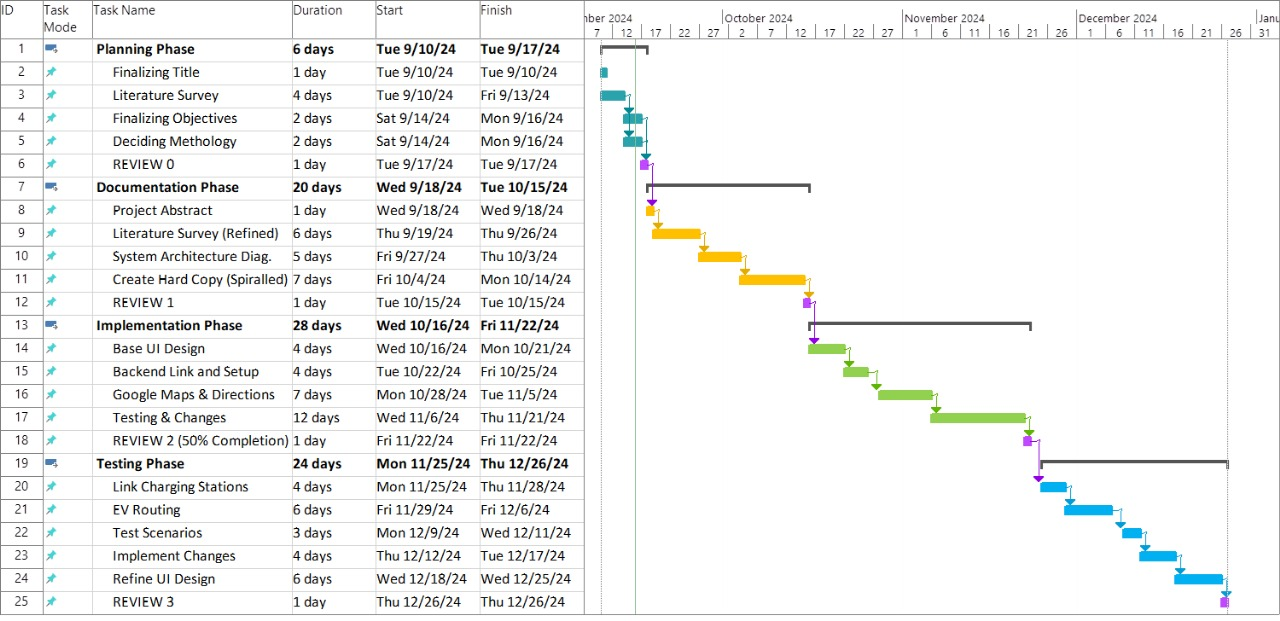 ID Task Mode Task Name Duration Start Finish
nber 2024 October 2024 November 2024 December 2024 Janu
7 12 17 22 27 2 7 12 17 22 27 1 6 11 16 21 26 1 6 11 16 21 26 31
1 Planning Phase 6 days Tue 9/10/24 Tue 9/17/24
2 Finalizing Title 1 day Tue 9/10/24 Tue 9/10/24
3 Literature Survey 4 days Tue 9/10/24 Fri 9/13/24
4 Finalizing Objectives 2 days Sat 9/14/24 Mon 9/16/24
5 Deciding Methology 2 days Sat 9/14/24 Mon 9/16/24
6 REVIEW 0 1 day Tue 9/17/24 Tue 9/17/24
7 Documentation Phase 20 days Wed 9/18/24 Tue 10/15/24
8 Project Abstract 1 day Wed 9/18/24 Wed 9/18/24
9 Literature Survey (Refined) 6 days Thu 9/19/24 Thu 9/26/24
10 System Architecture Diag. 5 days Fri 9/27/24 Thu 10/3/24
11 Create Hard Copy (Spiralled) 7 days Fri 10/4/24 Mon 10/14/24
12 REVIEW 1 1 day Tue 10/15/24 Tue 10/15/24
13 Implementation Phase 28 days Wed 10/16/24 Fri 11/22/24
14 Base UI Design 4 days Wed 10/16/24 Mon 10/21/24
15 Backend Link and Setup 4 days Tue 10/22/24 Fri 10/25/24
16 Google Maps & Directions 7 days Mon 10/28/24 Tue 11/5/24
17 Testing & Changes 12 days Wed 11/6/24 Thu 11/21/24
18 REVIEW 2 (50% Completion) 1 day Fri 11/22/24 Fri 11/22/24
19 Testing Phase 24 days Mon 11/25/24 Thu 12/26/24
20 Link Charging Stations 4 days Mon 11/25/24 Thu 11/28/24
21 EV Routing 6 days Fri 11/29/24 Fri 12/6/24
22 Test Scenarios 3 days Mon 12/9/24 Wed 12/11/24
23 Implement Changes 4 days Thu 12/12/24 Tue 12/17/24
24 Refine UI Design 6 days Wed 12/18/24 Wed 12/25/24
25 REVIEW 3 1 day Thu 12/26/24 Thu 12/26/24